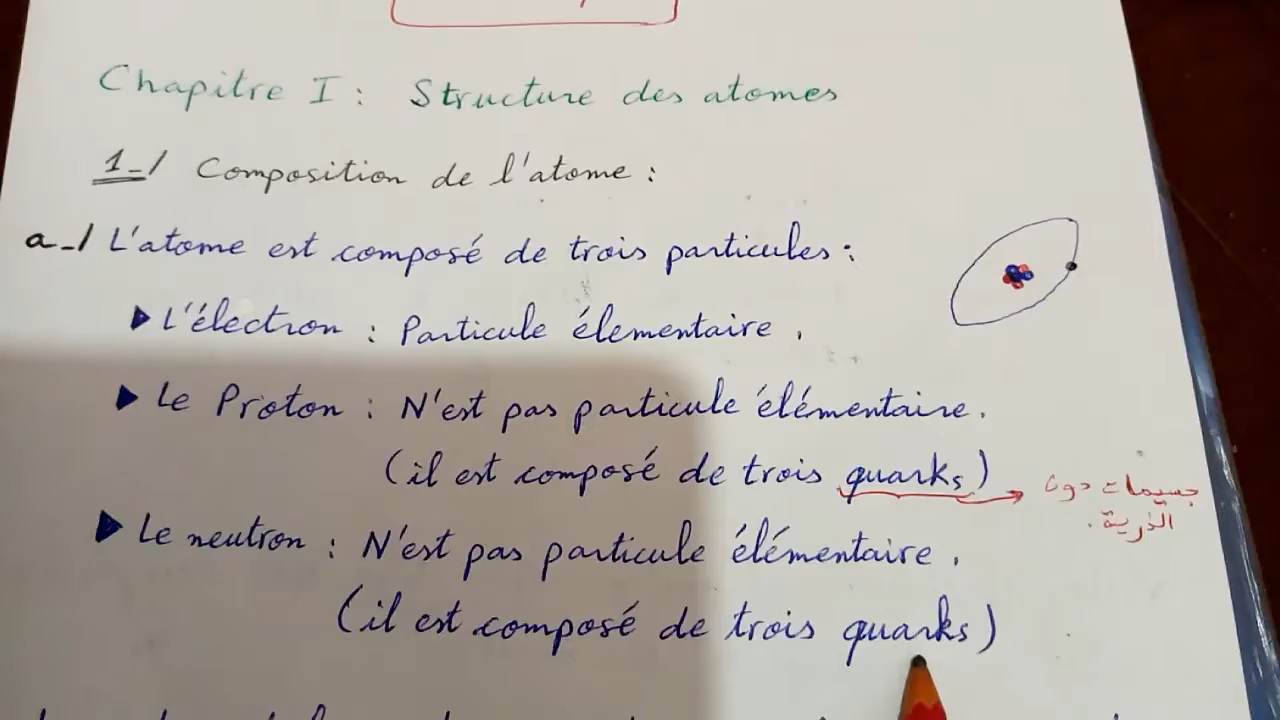 Chapitre I : Structure des atomes
1-/ Composition de l'atome :
a-/ L'atome est composé de trois particules :
▶ L'électron : Particule élementaire .
▶ Le Proton : N'est pas particule élémentaire .
(il est composé de trois quarks)
جسيمات دون
الذرية .
▶ Le neutron : N'est pas particule élémentaire .
(il est composé de trois quarks)